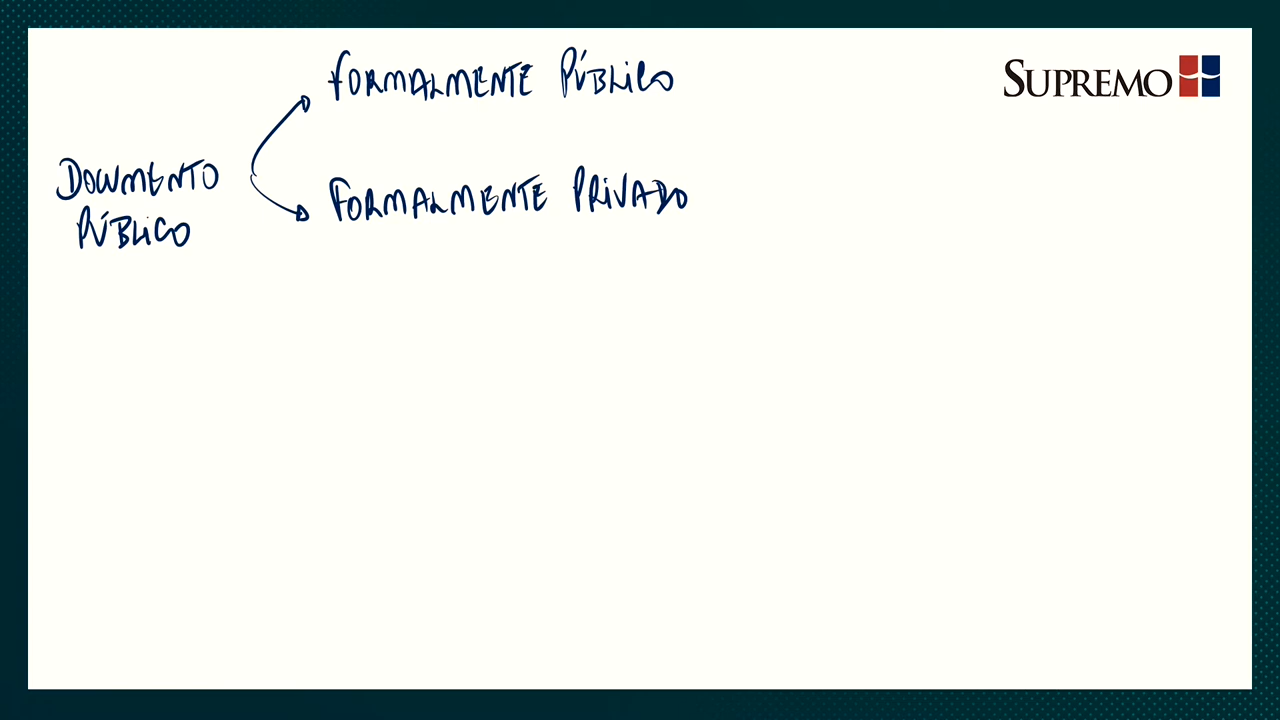 FORMALMENTE PÚBLICO
SUPREMO
DOCUMENTO
PÚBLICO
FORMALMENTE PRIVADO